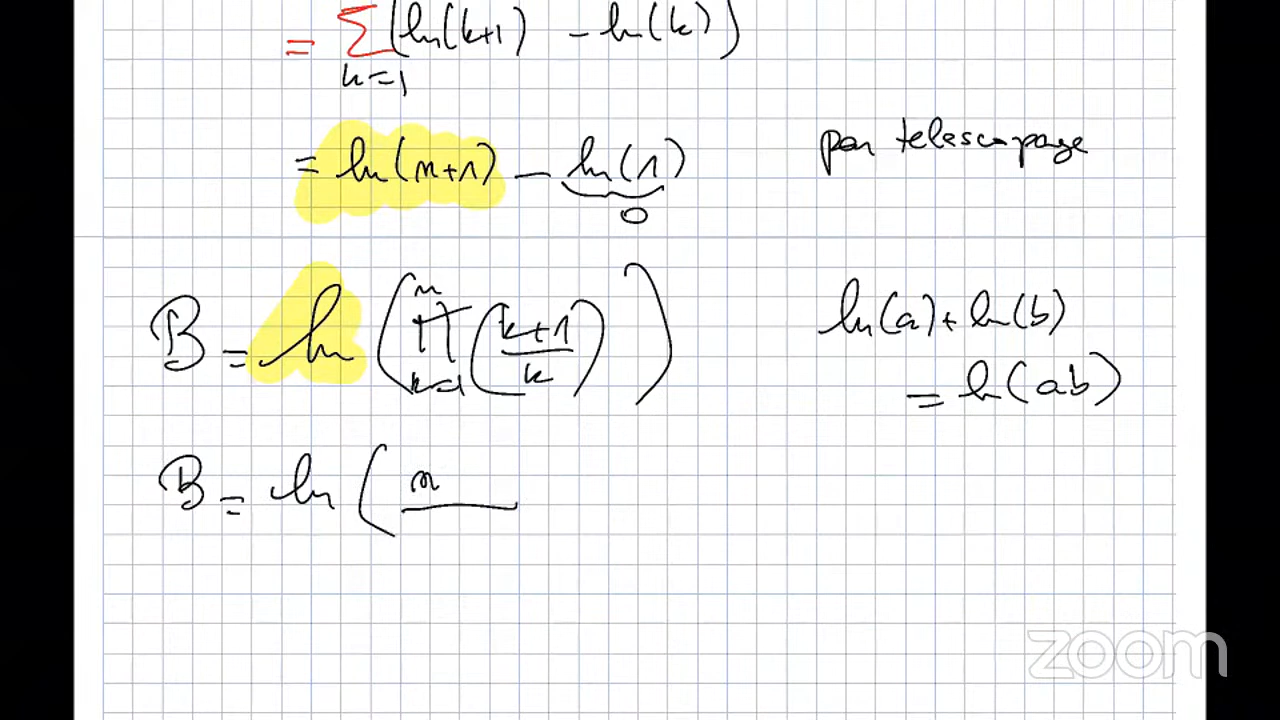 = ∑ (ln(k+1) - ln(k))
k=1
= ln(n+1) - ln(1) par telescopage
0
B = ln ( n ∏ k=1 ( k+1 / k ) ) ln(a) + ln(b)
= ln(ab)
B = ln ( n
zoom